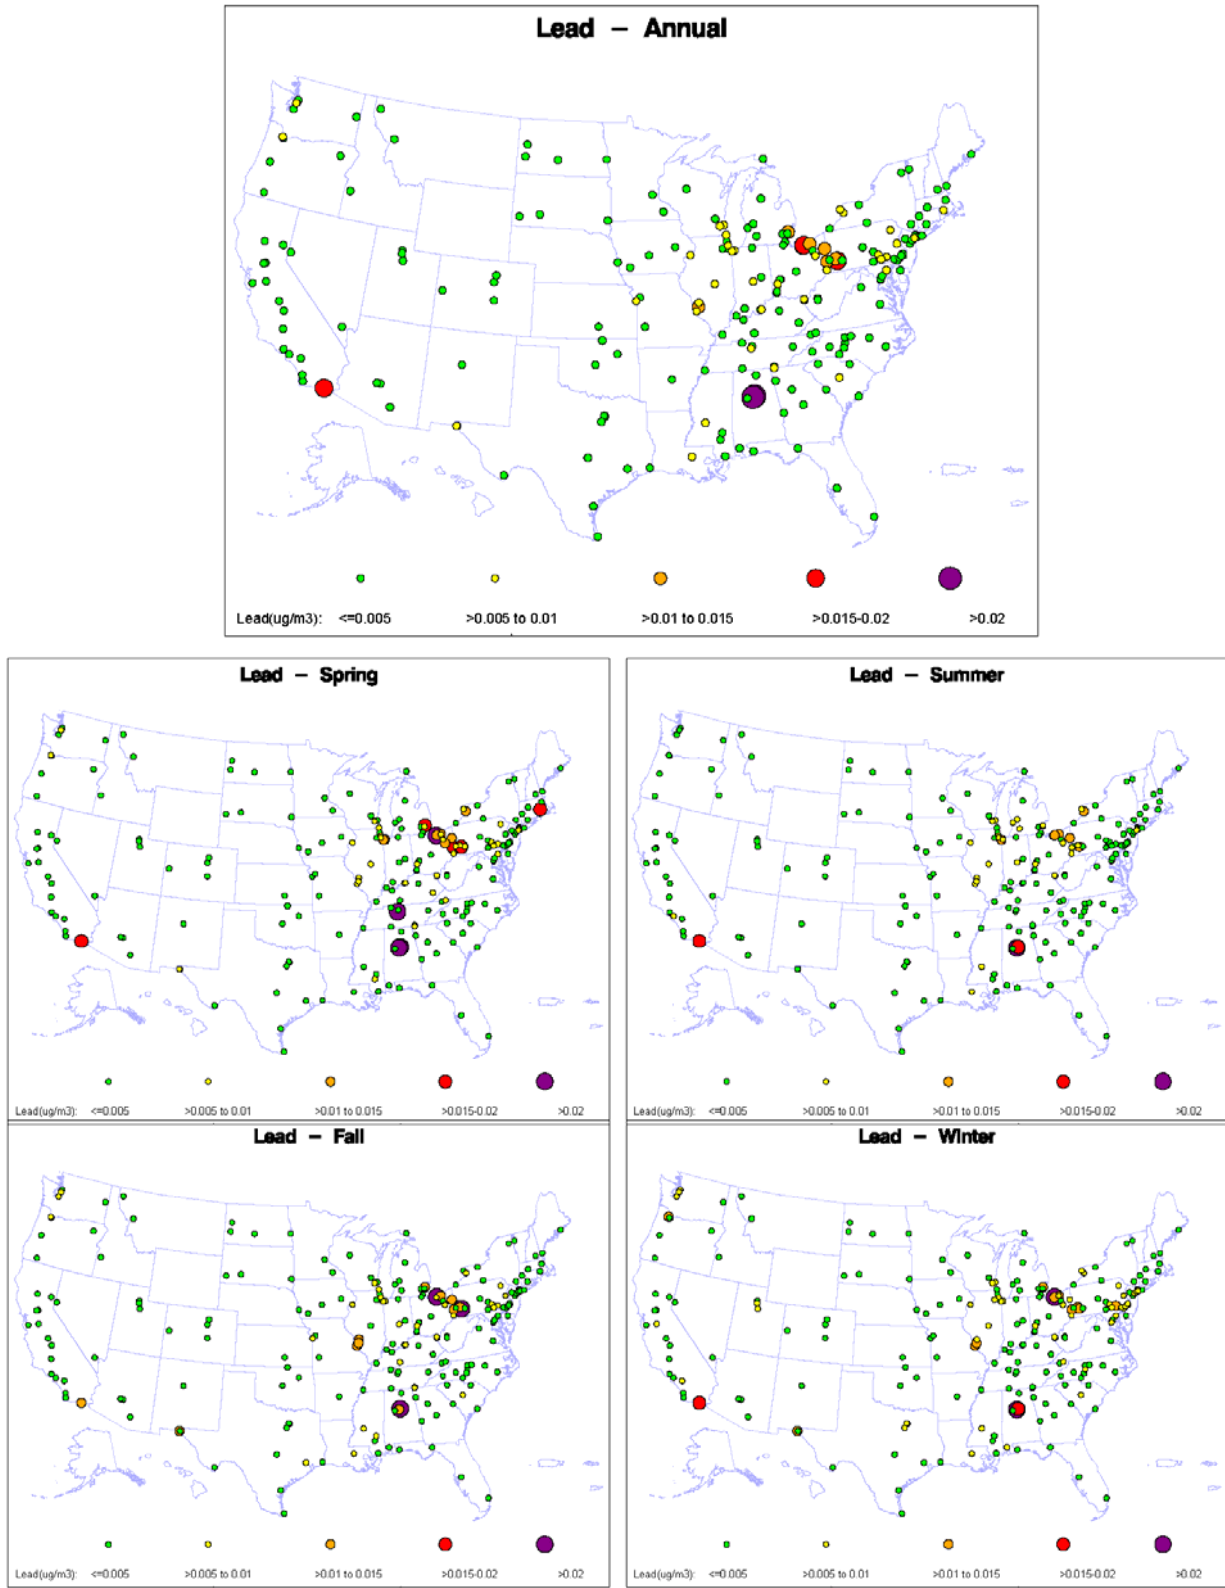 Lead – Annual
Lead(ug/m3): <=0.005 >0.005 to 0.01 >0.01 to 0.015 >0.015-0.02 >0.02
Lead – Spring
Lead(ug/m3): <=0.005 >0.005 to 0.01 >0.01 to 0.015 >0.015-0.02 >0.02
Lead – Summer
Lead(ug/m3): <=0.005 >0.005 to 0.01 >0.01 to 0.015 >0.015-0.02 >0.02
Lead – Fall
Lead(ug/m3): <=0.005 >0.005 to 0.01 >0.01 to 0.015 >0.015-0.02 >0.02
Lead – Winter
Lead(ug/m3): <=0.005 >0.005 to 0.01 >0.01 to 0.015 >0.015-0.02 >0.02